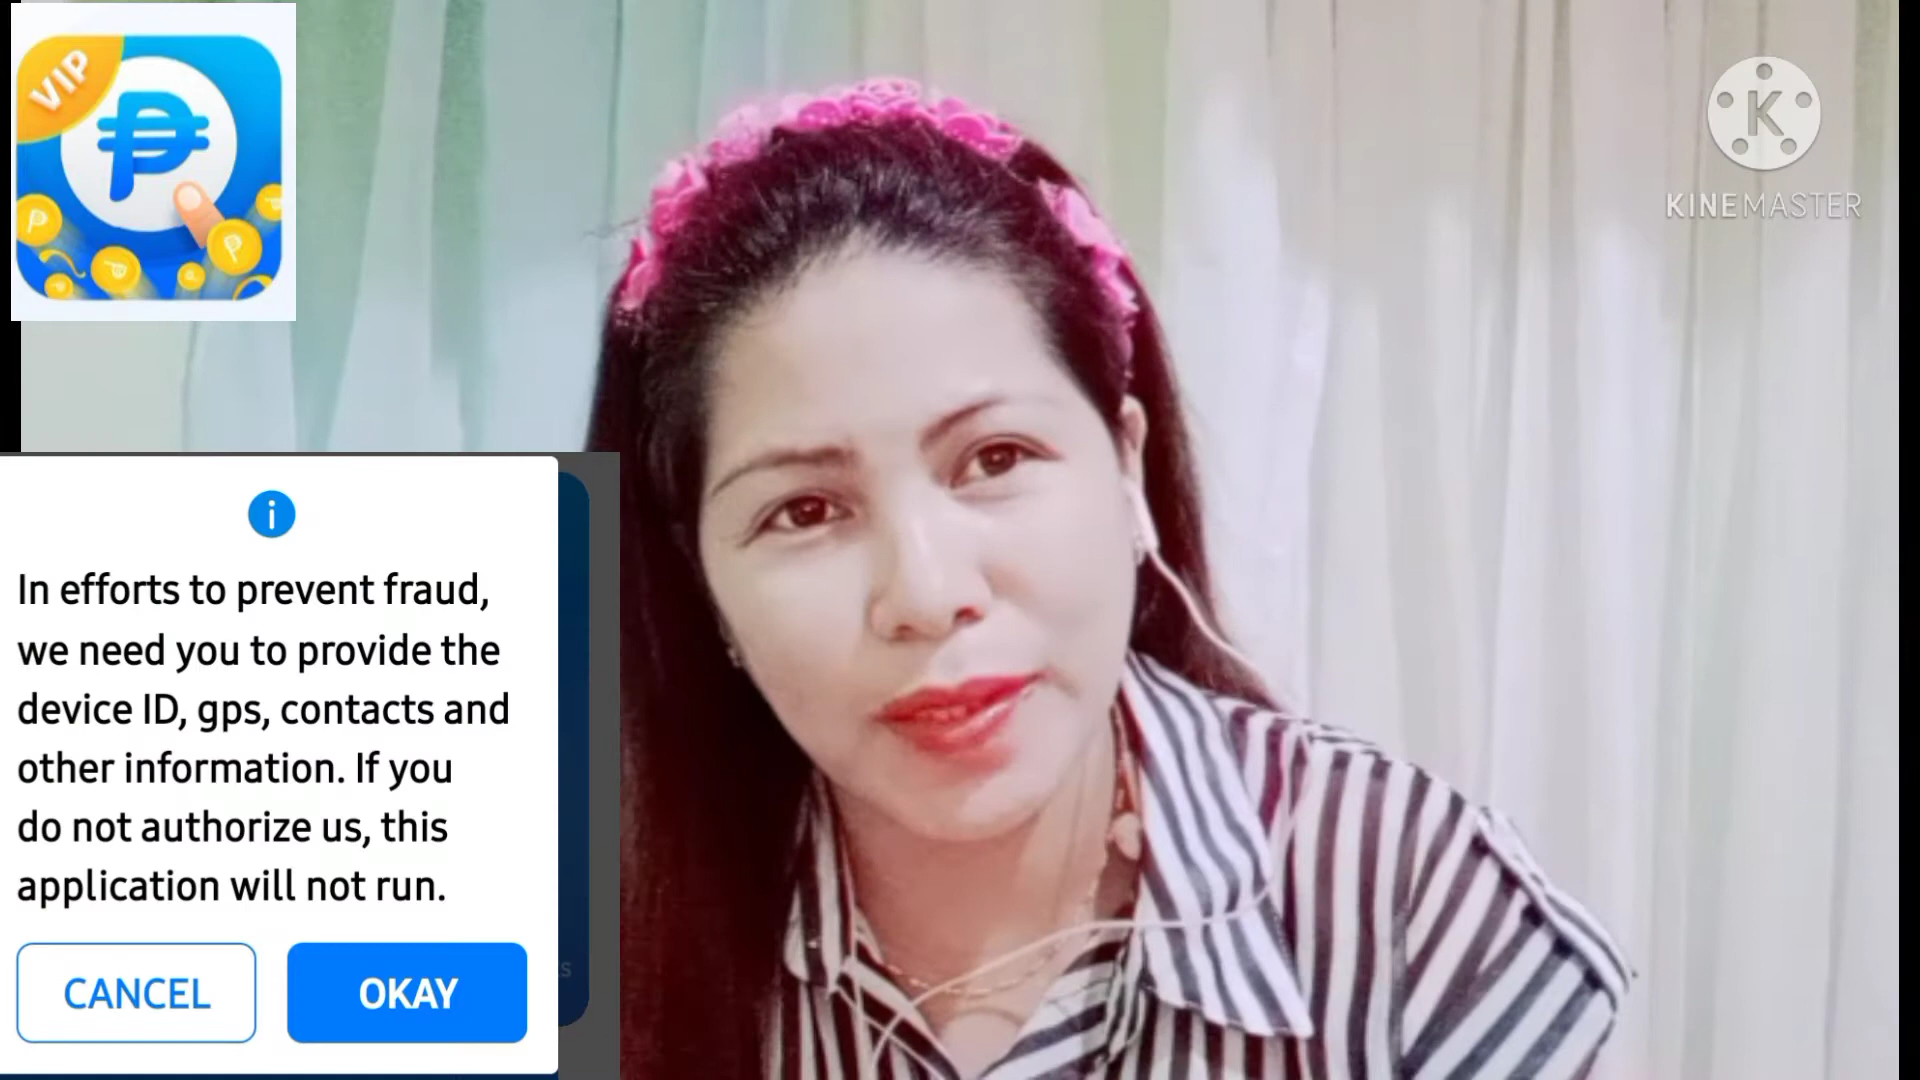 VIP
₱
K
KINEMASTER
In efforts to prevent fraud,
we need you to provide the
device ID, gps, contacts and
other information. If you
do not authorize us, this
application will not run.
CANCEL
OKAY